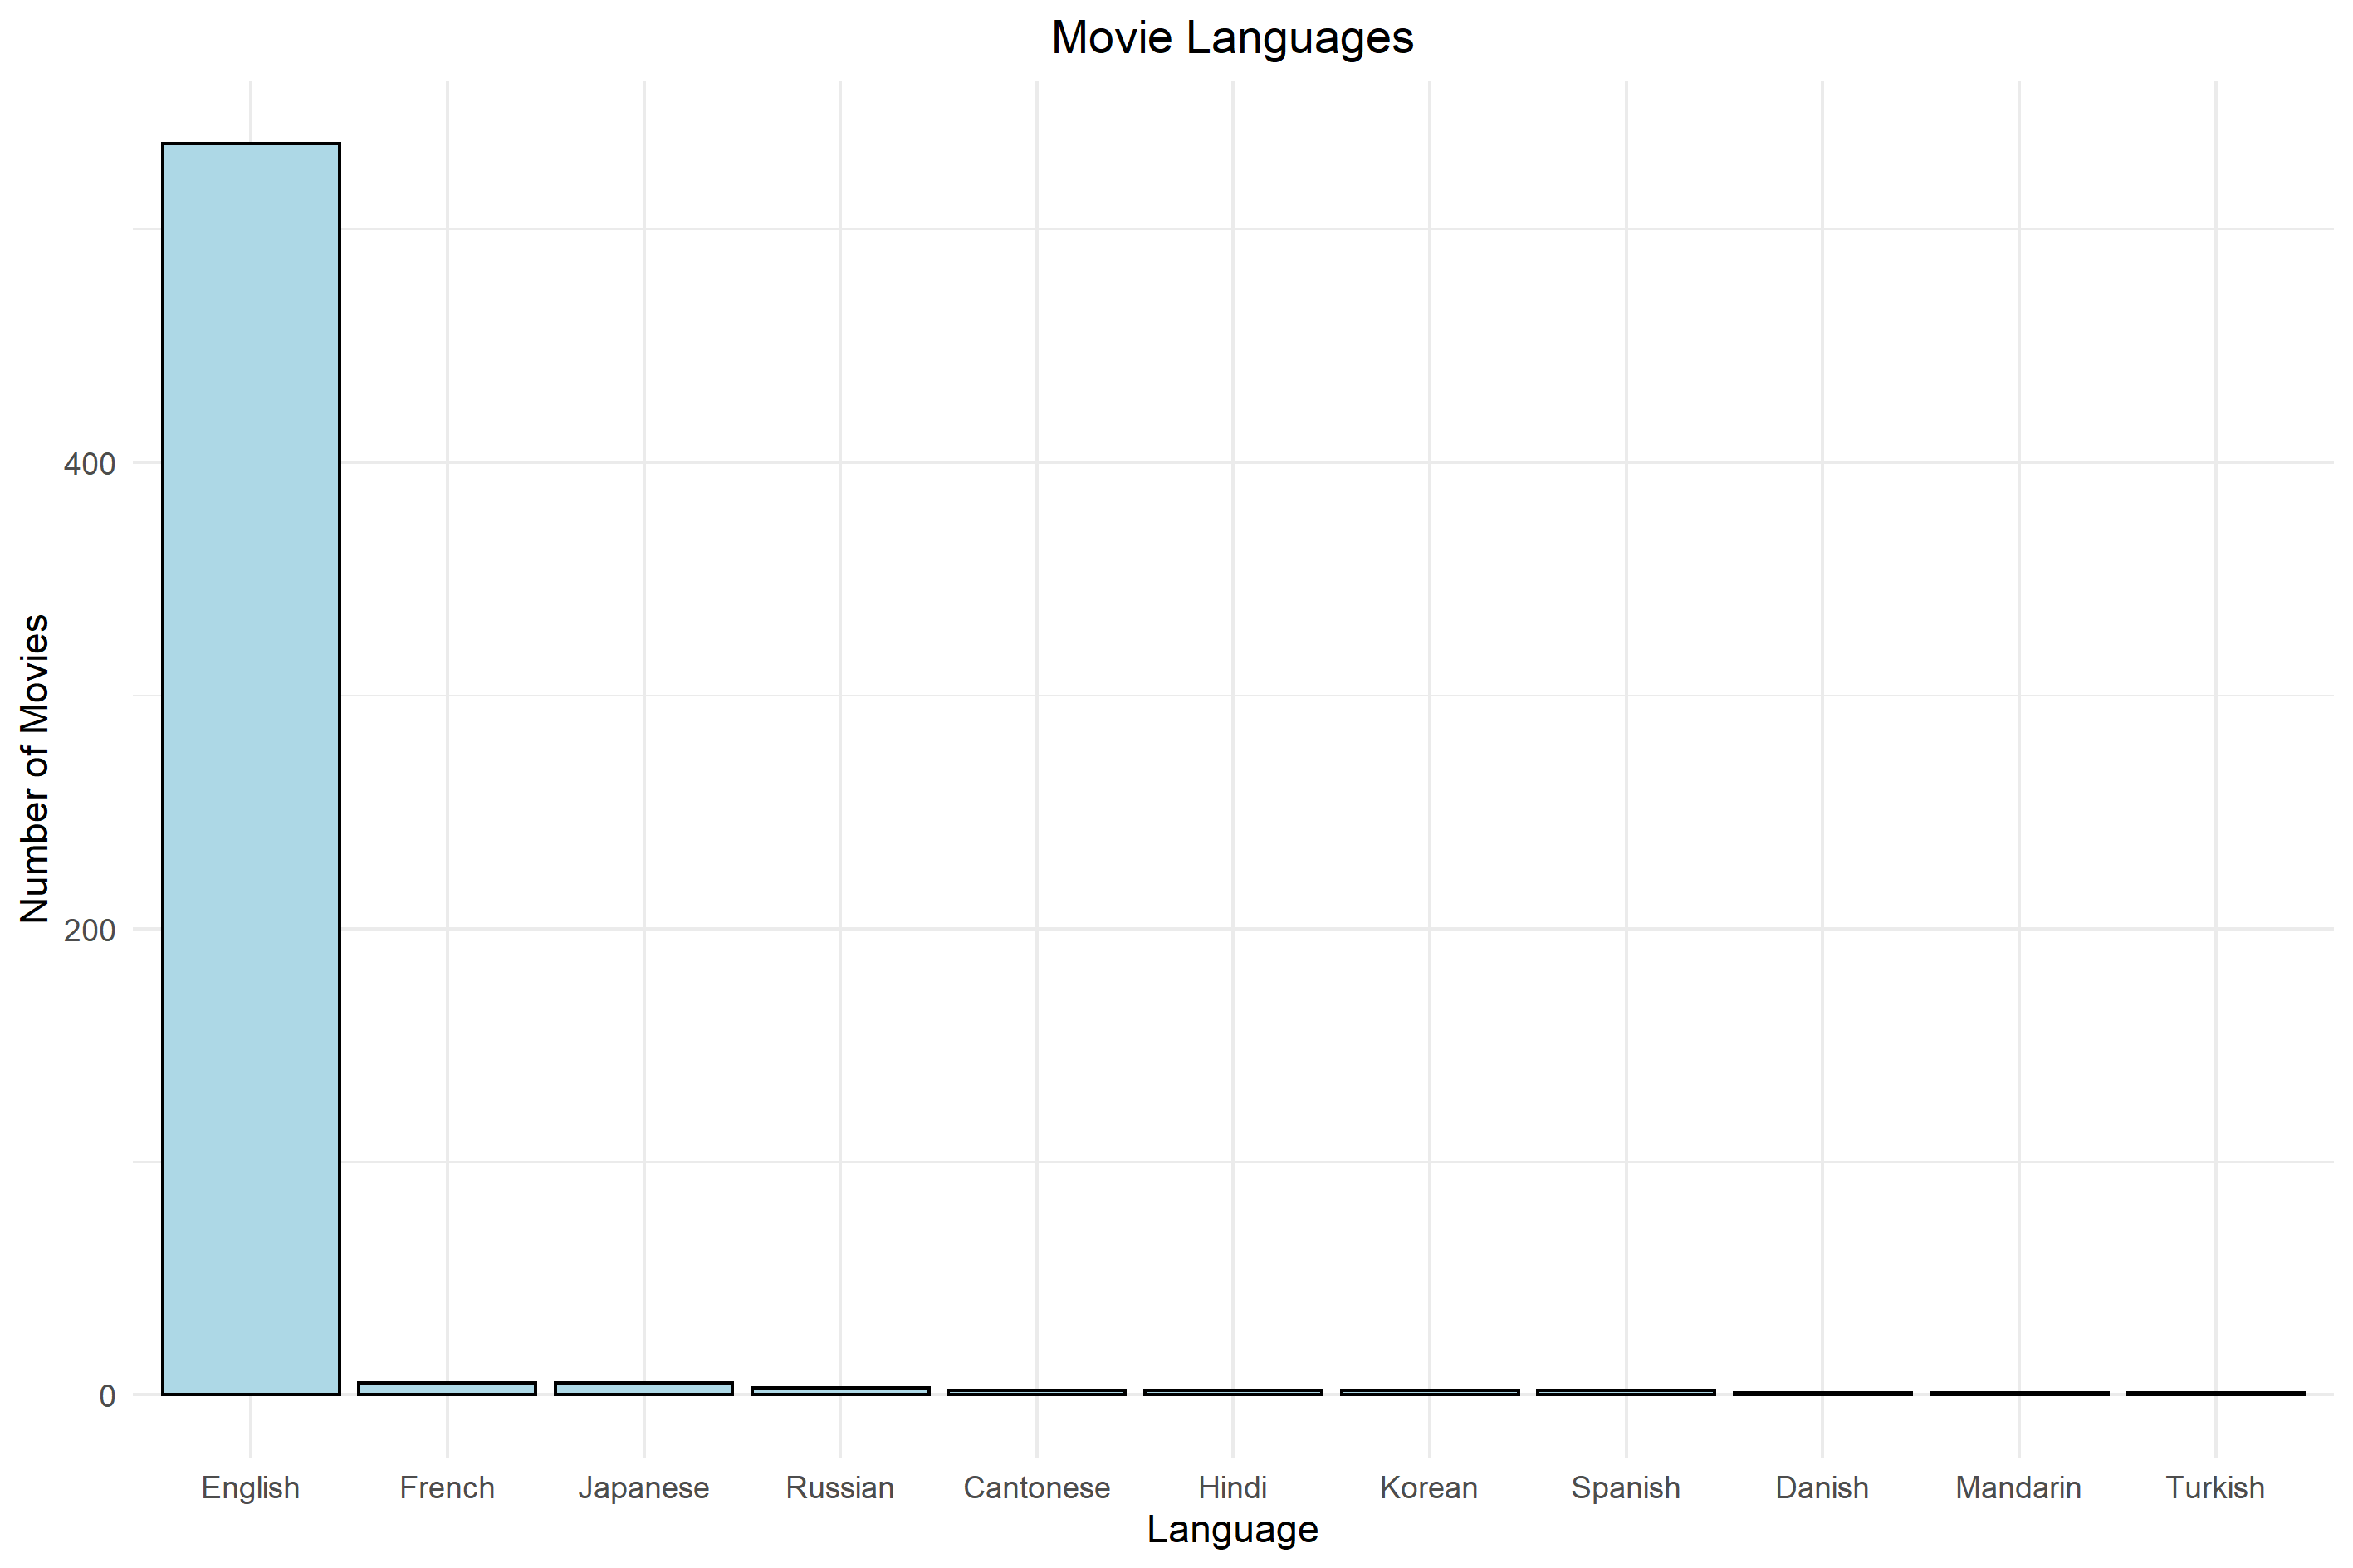 Movie Languages
Number of Movies
400
200
0
English French Japanese Russian Cantonese Hindi Korean Spanish Danish Mandarin Turkish
Language